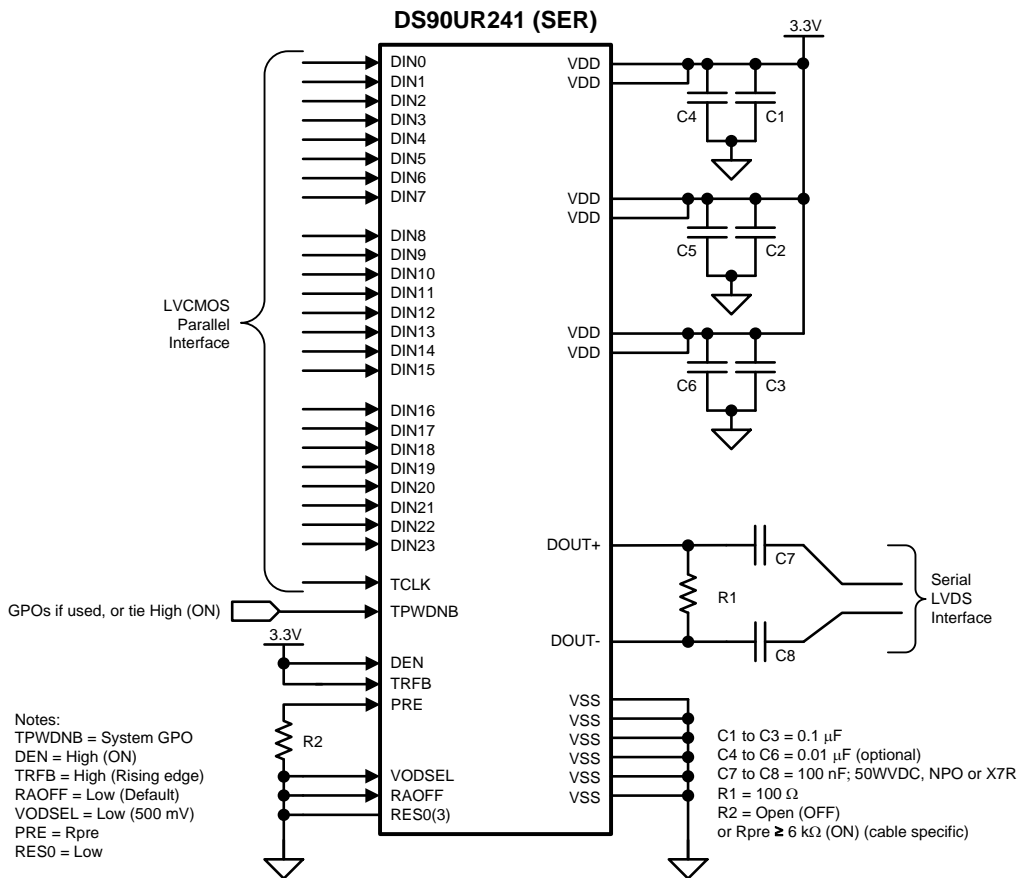 DS90UR241 (SER)
3.3V
DIN0
DIN1
DIN2
DIN3
DIN4
DIN5
DIN6
DIN7
DIN8
DIN9
DIN10
DIN11
DIN12
DIN13
DIN14
DIN15
DIN16
DIN17
DIN18
DIN19
DIN20
DIN21
DIN22
DIN23
TCLK
TPWDNB
DEN
TRFB
PRE
VODSEL
RAOFF
RES0(3)
LVCMOS
Parallel
Interface
GPOs if used, or tie High (ON)
3.3V
R2
Notes:
TPWDNB = System GPO
DEN = High (ON)
TRFB = High (Rising edge)
RAOFF = Low (Default)
VODSEL = Low (500 mV)
PRE = Rpre
RES0 = Low
VDD
VDD
C4
C1
VDD
VDD
C5
C2
VDD
VDD
C6
C3
DOUT+
DOUT-
C7
R1
C8
Serial
LVDS
Interface
VSS
VSS
VSS
VSS
VSS
VSS
C1 to C3 = 0.1 μF
C4 to C6 = 0.01 μF (optional)
C7 to C8 = 100 nF; 50WVDC, NPO or X7R
R1 = 100 Ω
R2 = Open (OFF)
or Rpre ≥ 6 kΩ (ON) (cable specific)